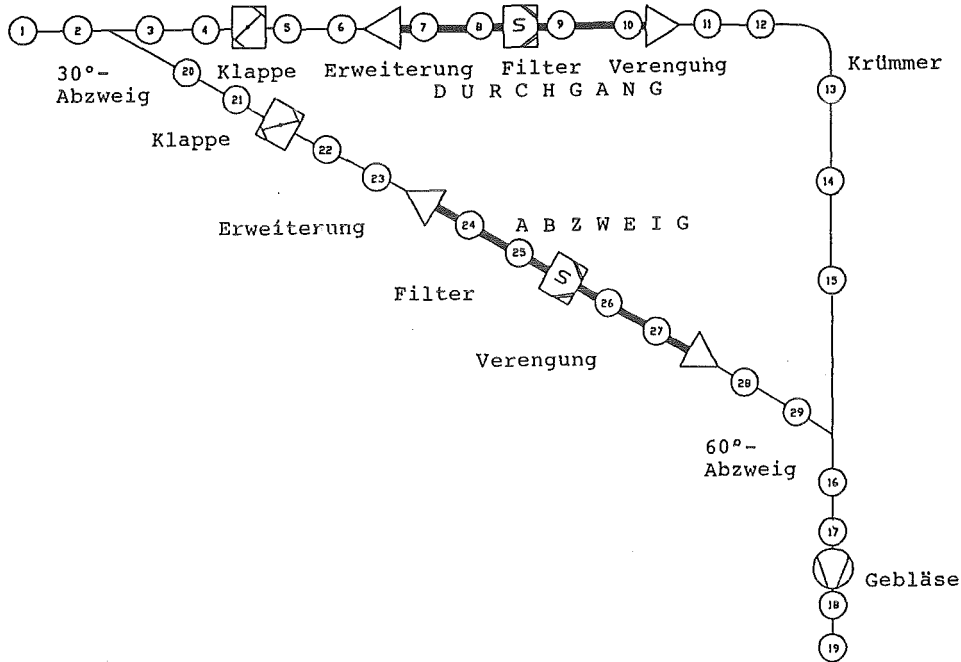 1 2 3 4 5 6 7 8 S 9 10 11 12
30°- Klappe Erweiterung Filter Verenguhg Krümmer
Abzweig
D U R C H G A N G
13
20
21
Klappe
22
23
14
Erweiterung
24
A B Z W E I G
25
S
15
Filter
26
27
Verengung
28
29
60°-
Abzweig
16
17
Gebläse
18
19